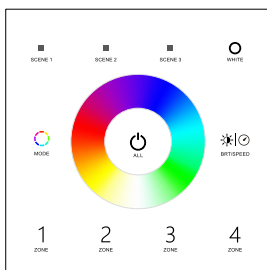 SCENE 1 SCENE 2 SCENE 3 WHITE
ALL
MODE BRT/SPEED
1 2 3 4
ZONE ZONE ZONE ZONE